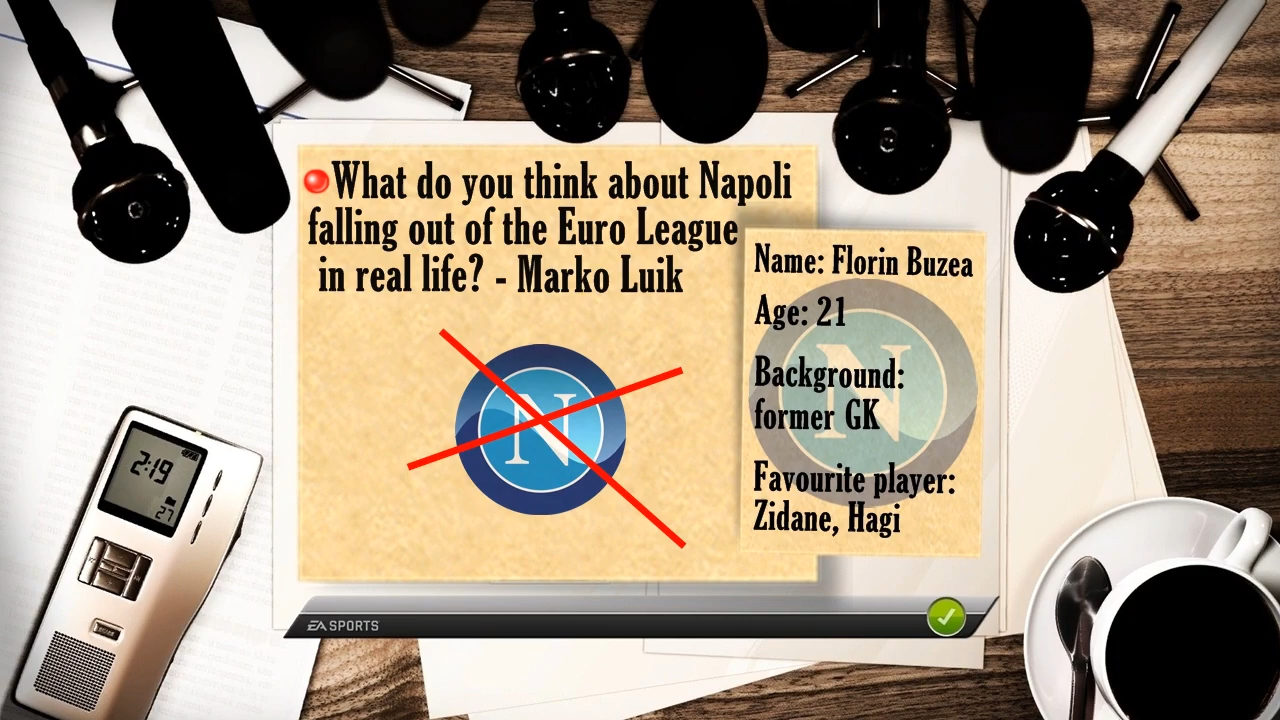 What do you think about Napoli
falling out of the Euro League
in real life? - Marko Luik
N
Name: Florin Buzea
Age: 21
N
Background:
former GK
Favourite player:
Zidane, Hagi
2:19
27
EA SPORTS